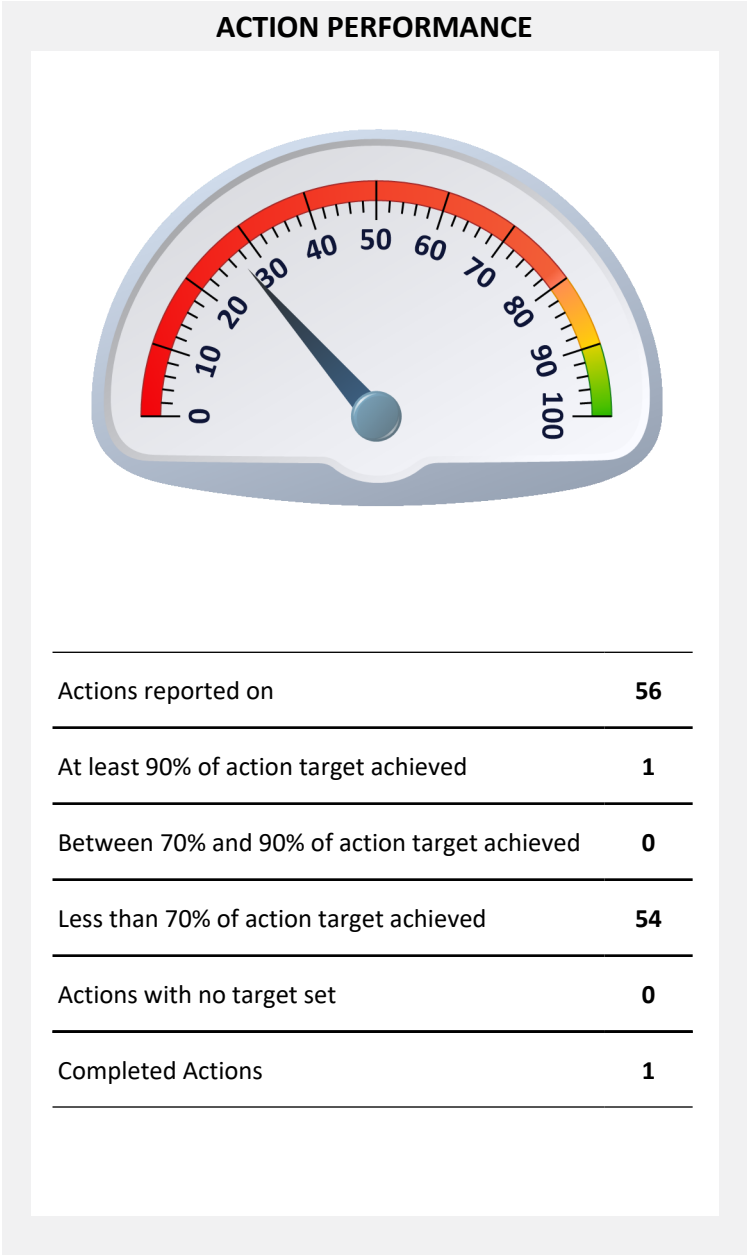 ACTION PERFORMANCE
0
10
20
30
40
50
60
70
80
90
100
Actions reported on 56
At least 90% of action target achieved 1
Between 70% and 90% of action target achieved 0
Less than 70% of action target achieved 54
Actions with no target set 0
Completed Actions 1